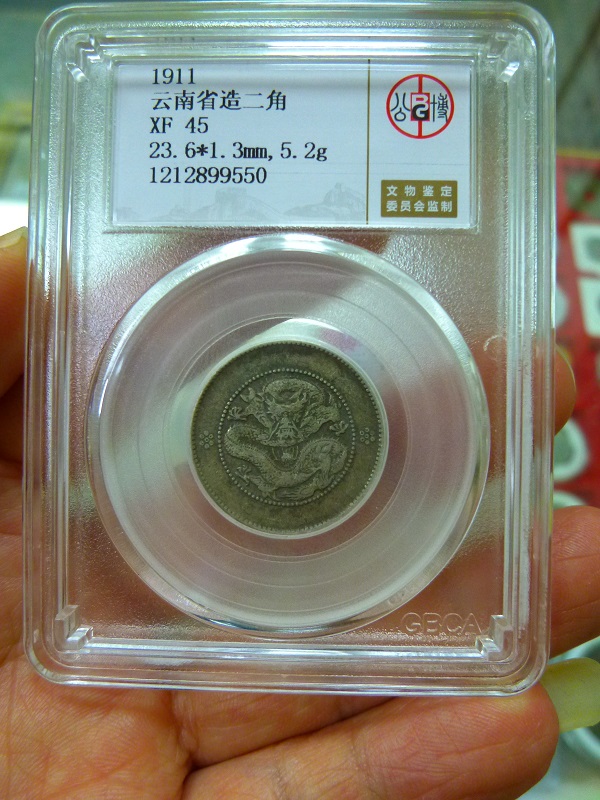 1911
云南省造二角
XF 45
23.6*1.3mm,5.2g
1212899550
公博
BG
文物鉴定
委员会监制
GBCA